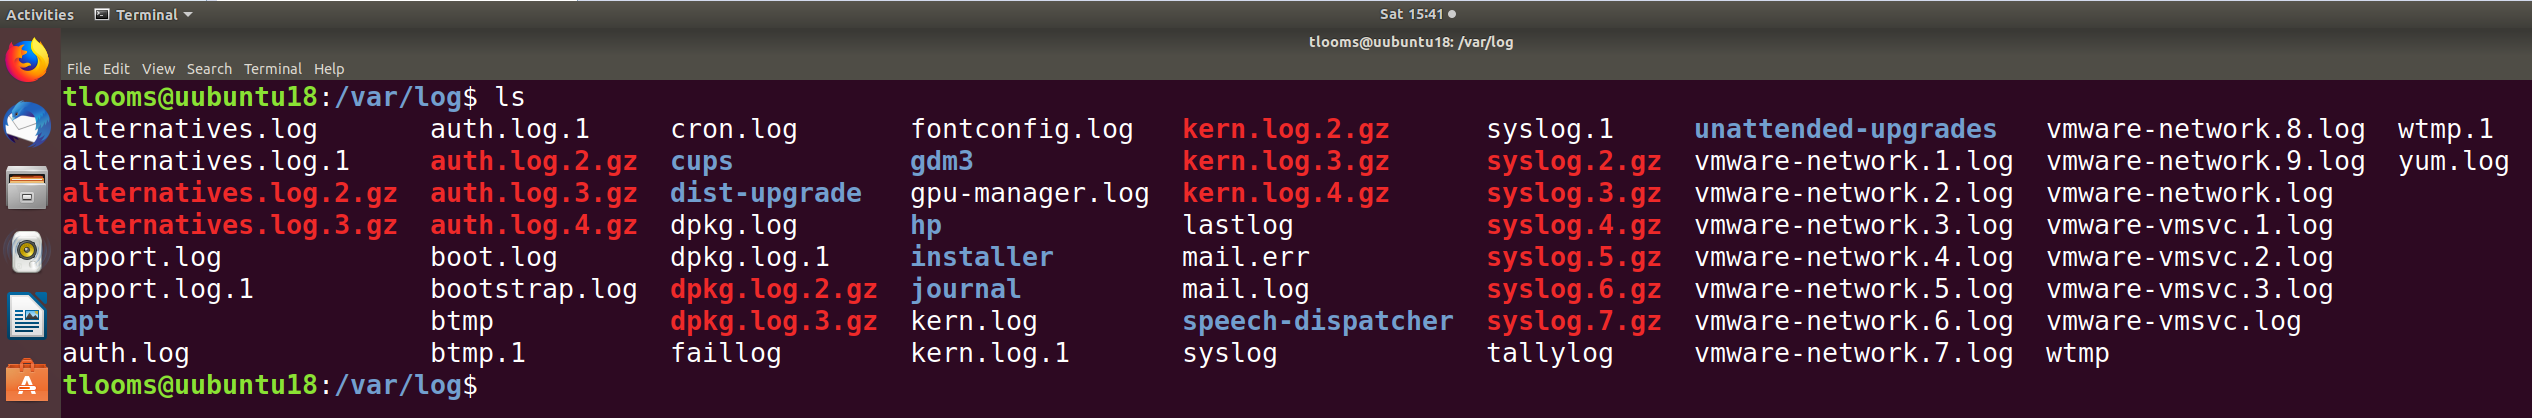 Activities Terminal Sat 15:41
tlooms@uubuntu18: /var/log
File Edit View Search Terminal Help
tlooms@uubuntu18:/var/log$ ls
alternatives.log auth.log.1 cron.log fontconfig.log kern.log.2.gz syslog.1 unattended-upgrades vmware-network.8.log wtmp.1
alternatives.log.1 auth.log.2.gz cups gdm3 kern.log.3.gz syslog.2.gz vmware-network.1.log vmware-network.9.log yum.log
alternatives.log.2.gz auth.log.3.gz dist-upgrade gpu-manager.log kern.log.4.gz syslog.3.gz vmware-network.2.log vmware-network.log
alternatives.log.3.gz auth.log.4.gz dpkg.log hp lastlog syslog.4.gz vmware-network.3.log vmware-vmsvc.1.log
apport.log boot.log dpkg.log.1 installer mail.err syslog.5.gz vmware-network.4.log vmware-vmsvc.2.log
apport.log.1 bootstrap.log dpkg.log.2.gz journal mail.log syslog.6.gz vmware-network.5.log vmware-vmsvc.3.log
apt btmp dpkg.log.3.gz kern.log speech-dispatcher syslog.7.gz vmware-network.6.log vmware-vmsvc.log
auth.log btmp.1 faillog kern.log.1 syslog tallylog vmware-network.7.log wtmp
tlooms@uubuntu18:/var/log$